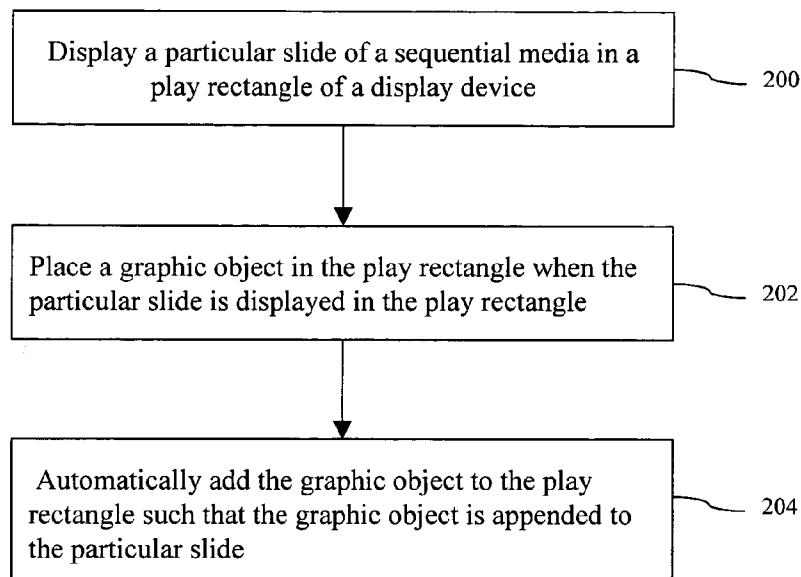 Display a particular slide of a sequential media in a
play rectangle of a display device
200
Place a graphic object in the play rectangle when the
particular slide is displayed in the play rectangle
202
Automatically add the graphic object to the play
rectangle such that the graphic object is appended to
the particular slide
204